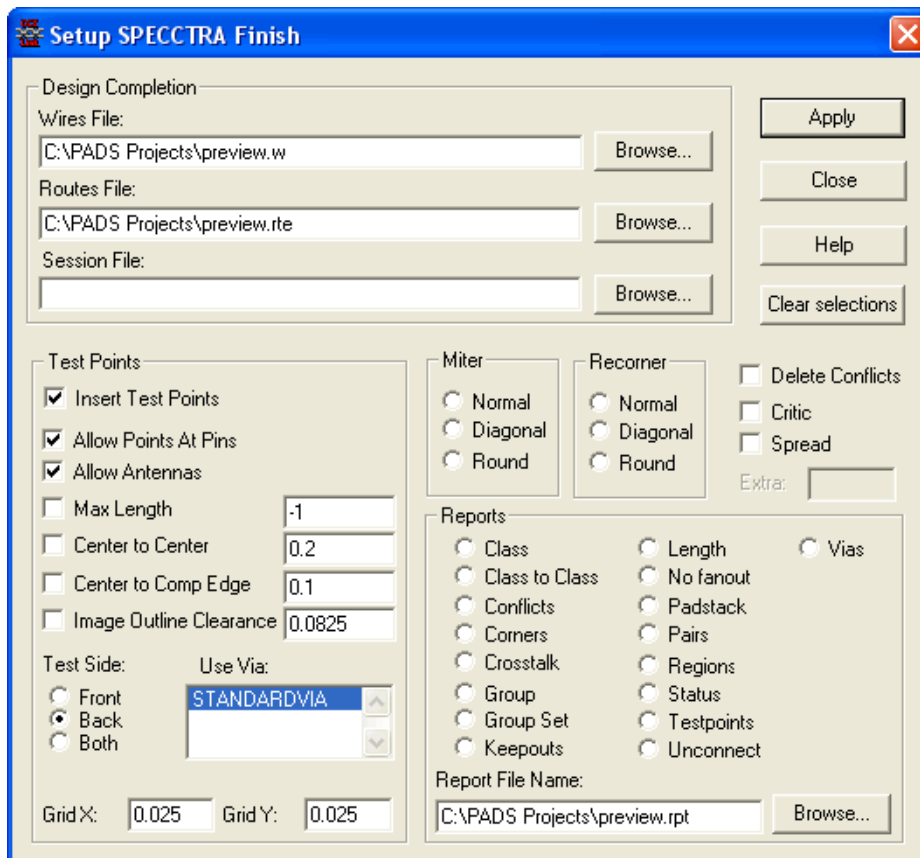 Setup SPECCTRA Finish
Design Completion
Wires File:
C:\PADS Projects\preview.w
Browse...
Routes File:
C:\PADS Projects\preview.rte
Browse...
Session File:
Browse...
Apply
Close
Help
Clear selections
Test Points
Insert Test Points
Allow Points At Pins
Allow Antennas
Max Length
-1
Center to Center
0.2
Center to Comp Edge
0.1
Image Outline Clearance
0.0825
Test Side:
Front
Back
Both
Use Via:
STANDARDVIA
Grid X:
0.025
Grid Y:
0.025
Miter
Normal
Diagonal
Round
Recorner
Normal
Diagonal
Round
Delete Conflicts
Critic
Spread
Extra:
Reports
Class
Class to Class
Conflicts
Corners
Crosstalk
Group
Group Set
Keepouts
Length
No fanout
Padstack
Pairs
Regions
Status
Testpoints
Unconnect
Vias
Report File Name:
C:\PADS Projects\preview.rpt
Browse...